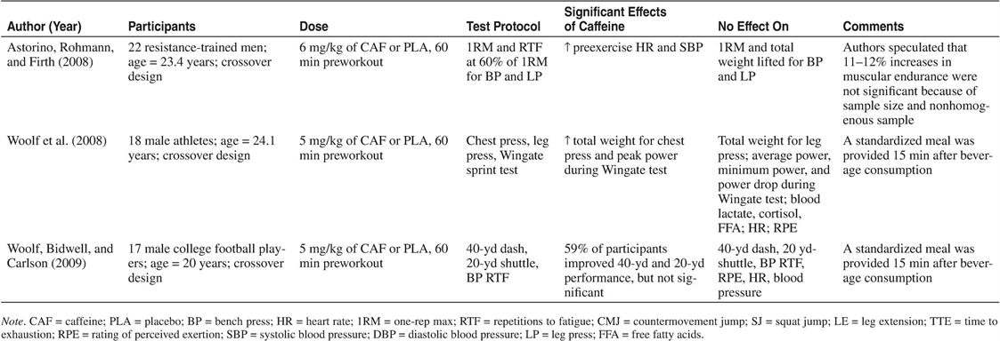 Author (Year) Participants Dose Test Protocol Significant Effects of Caffeine No Effect On Comments
Astorino, Rohmann, and Firth (2008)
22 resistance-trained men; age = 23.4 years; crossover design
6 mg/kg of CAF or PLA, 60 min preworkout
1RM and RTF at 60% of 1RM for BP and LP
↑ preexercise HR and SBP
1RM and total weight lifted for BP and LP
Authors speculated that 11–12% increases in muscular endurance were not significant because of sample size and nonhomog-enous sample
Woolf et al. (2008)
18 male athletes; age = 24.1 years; crossover design
5 mg/kg of CAF or PLA, 60 min preworkout
Chest press, leg press, Wingate sprint test
↑ total weight for chest press and peak power during Wingate test
Total weight for leg press; average power, minimum power, and power drop during Wingate test; blood lactate, cortisol, FFA; HR; RPE
A standardized meal was provided 15 min after bever-age consumption
Woolf, Bidwell, and Carlson (2009)
17 male college football play-ers; age = 20 years; crossover design
5 mg/kg of CAF or PLA, 60 min preworkout
40-yd dash, 20-yd shuttle, BP RTF
59% of participants improved 40-yd and 20-yd performance, but not sig-nificant
40-yd dash, 20 yd-shuttle, BP RTF, RPE, HR, blood pressure
A standardized meal was provided 15 min after bever-age consumption
Note. CAF = caffeine; PLA = placebo; BP = bench press; HR = heart rate; 1RM = one-rep max; RTF = repetitions to fatigue; CMJ = countermovement jump; SJ = squat jump; LE = leg extension; TTE = time to
exhaustion; RPE = rating of perceived exertion; SBP = systolic blood pressure; DBP = diastolic blood pressure; LP = leg press; FFA = free fatty acids.